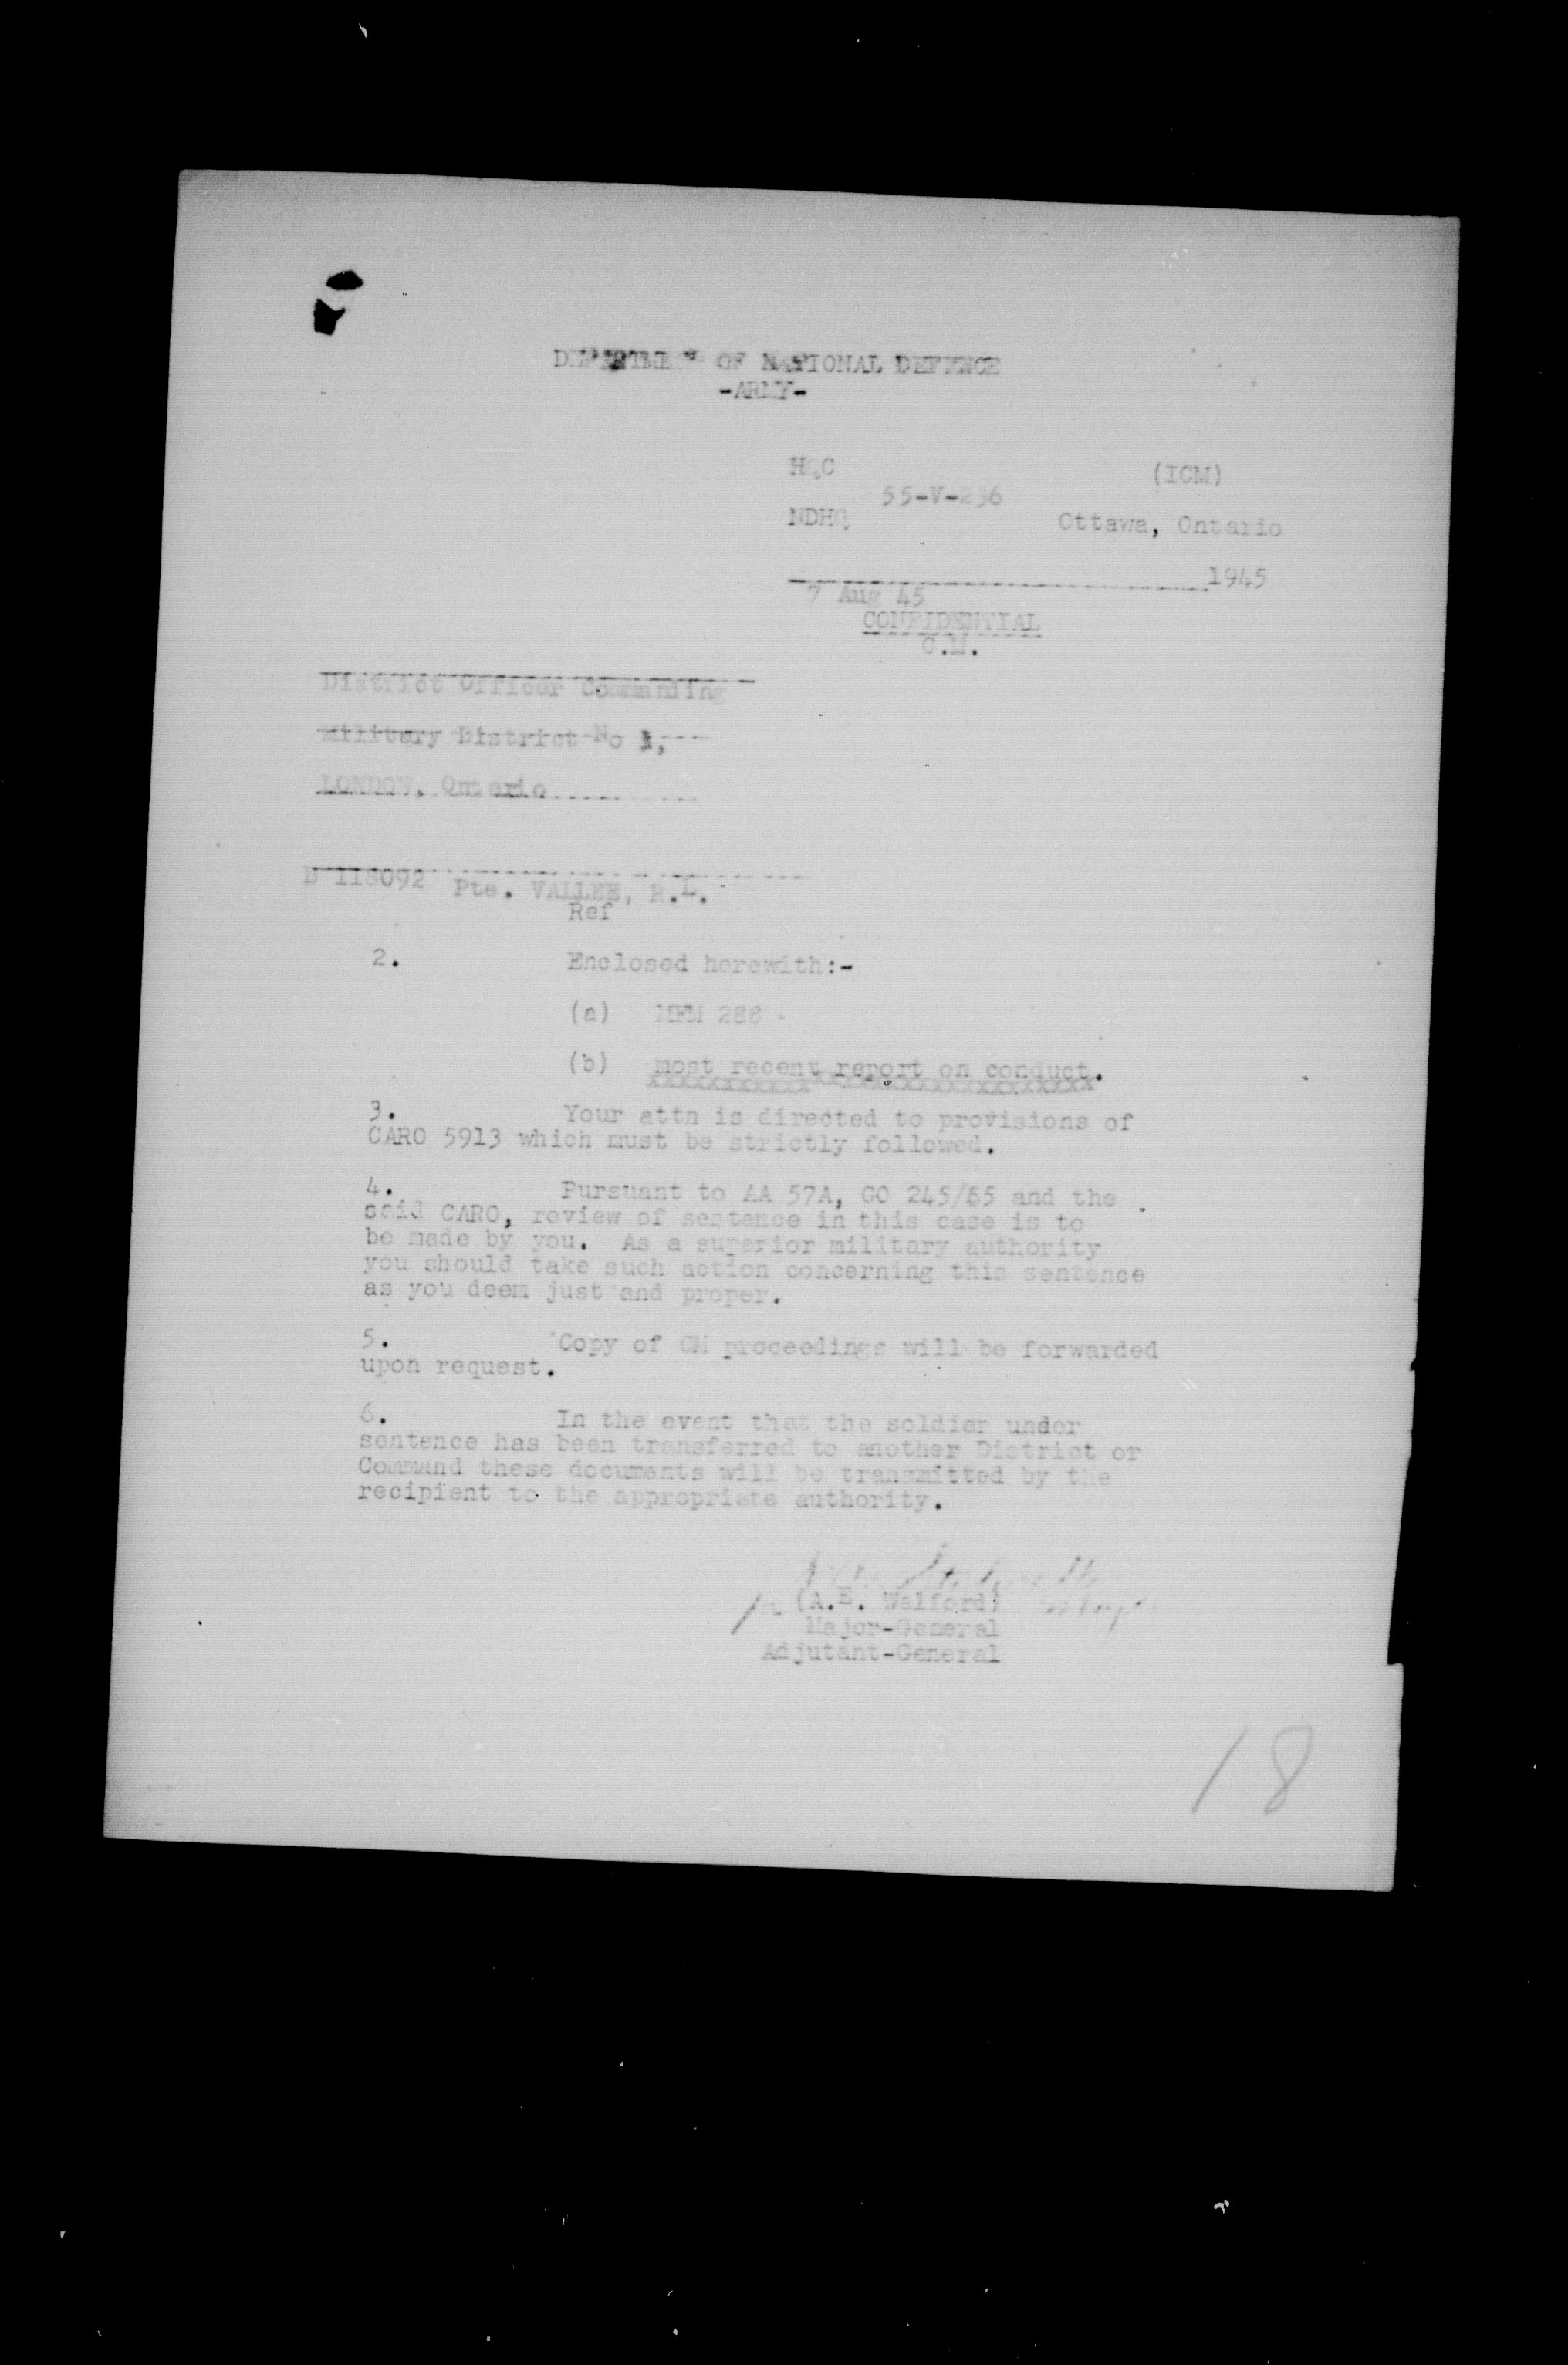 DEPARTMENT OF NATIONAL DEFENCE
-ARMY-
HQC (ICM)
55-V-236
NDHQ Ottawa, Ontario
1945
7 Aug 45
CONFIDENTIAL
C.M.
District Officer Commanding
Military District No 1,
LONDON, Ontario
B 118092 Pte. VALLEE, R.L.
Ref
2. Enclosed herewith:-
(a) MFM 288
(b) most recent report on conduct.
3. Your attn is directed to provisions of
CARO 5913 which must be strictly followed.
4. Pursuant to AA 57A, GO 245/ and the
said CARO, review of sentence in this case is to
be made by you. As a superior military authority
you should take such action concerning this sentence
as you deem just and proper.
5. Copy of CM proceedings will be forwarded
upon request.
6. In the event that the soldier under
sentence has been transferred to another District or
Command these documents will be transmitted by the
recipient to the appropriate authority.
(A.E. Walford)
Major-General
Adjutant-General
18